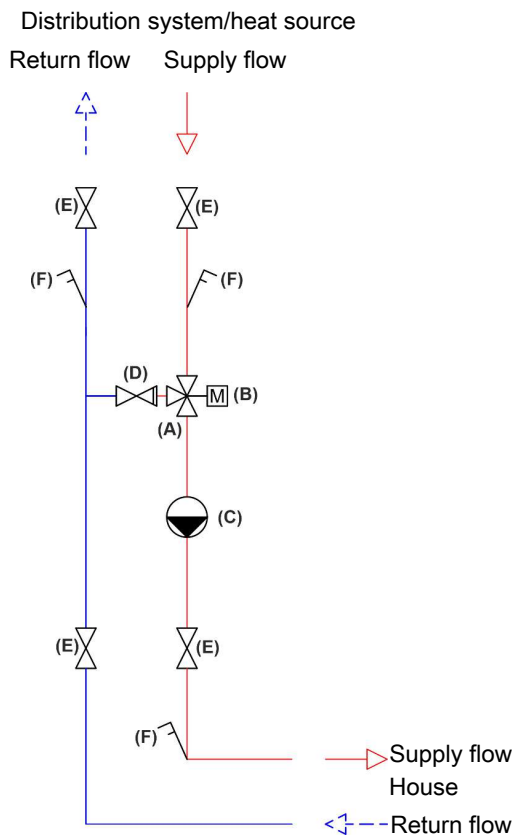 Distribution system/heat source
Return flow Supply flow
(E) (E)
(F) (F)
(D)
M (B)
(A)
(C)
(E) (E)
(F)
Supply flow
House
Return flow